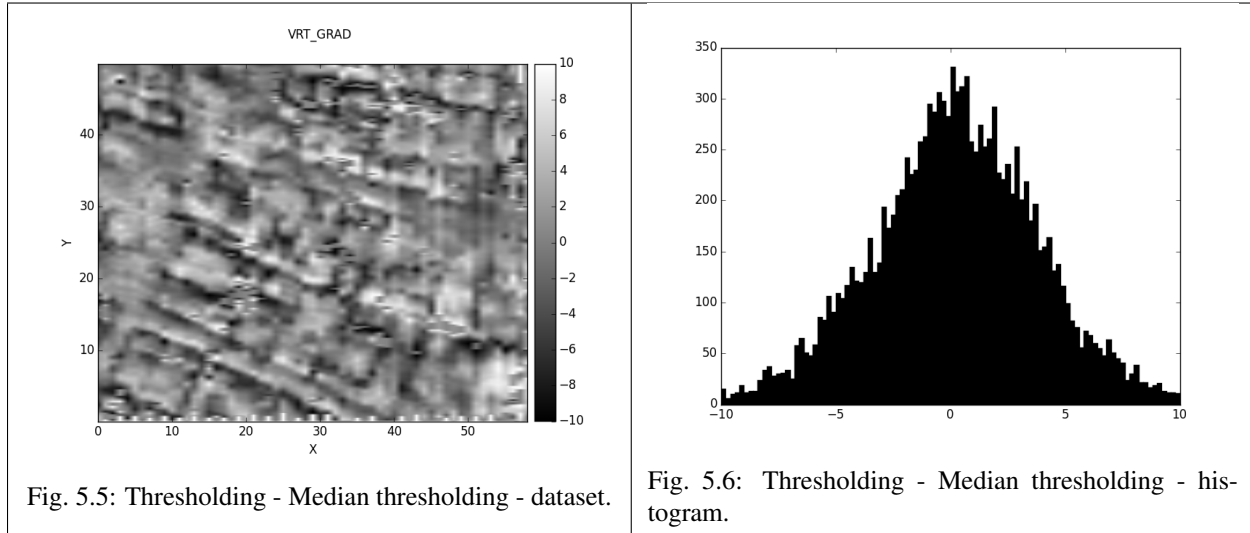 VRT_GRAD
10
8
6
4
2
0
−2
−4
−6
−8
−10
40
30
20
10
0 10 20 30 40 50
Y
X
Fig. 5.5: Thresholding - Median thresholding - dataset.
350
300
250
200
150
100
50
0
−10 −5 0 5 10
Fig. 5.6: Thresholding - Median thresholding - his-
togram.